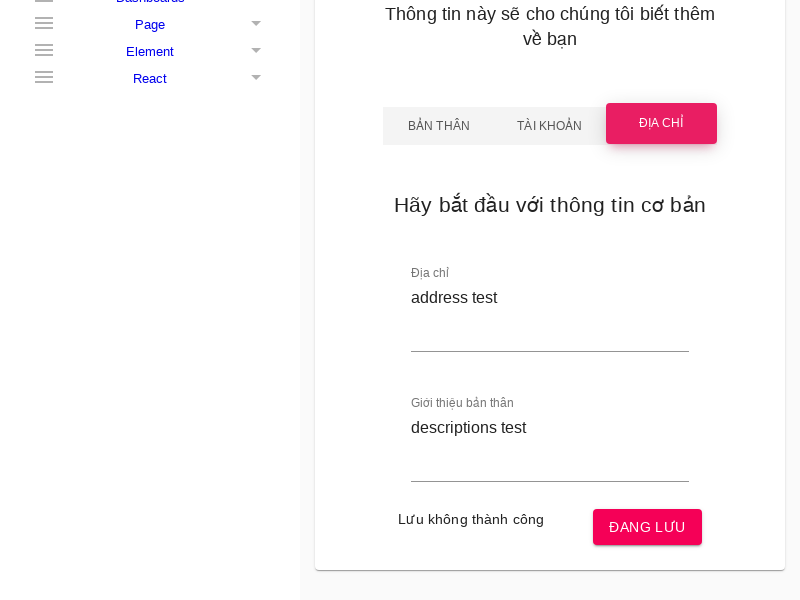 Dashboards
Page
Element
React
Thông tin này sẽ cho chúng tôi biết thêm
về bạn
BẢN THÂN
TÀI KHOẢN
ĐỊA CHỈ
Hãy bắt đầu với thông tin cơ bản
Địa chỉ
address test
Giới thiệu bản thân
descriptions test
Lưu không thành công
ĐANG LƯU